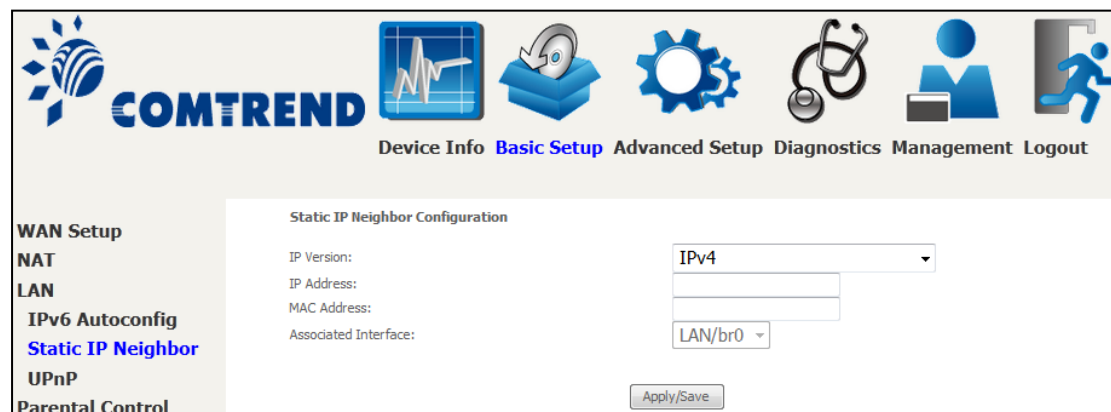 COMTREND
Device Info Basic Setup Advanced Setup Diagnostics Management Logout
WAN Setup
NAT
LAN
IPv6 Autoconfig
Static IP Neighbor
UPnP
Parental Control
Static IP Neighbor Configuration
IP Version: IPv4
IP Address:
MAC Address:
Associated Interface: LAN/br0
Apply/Save